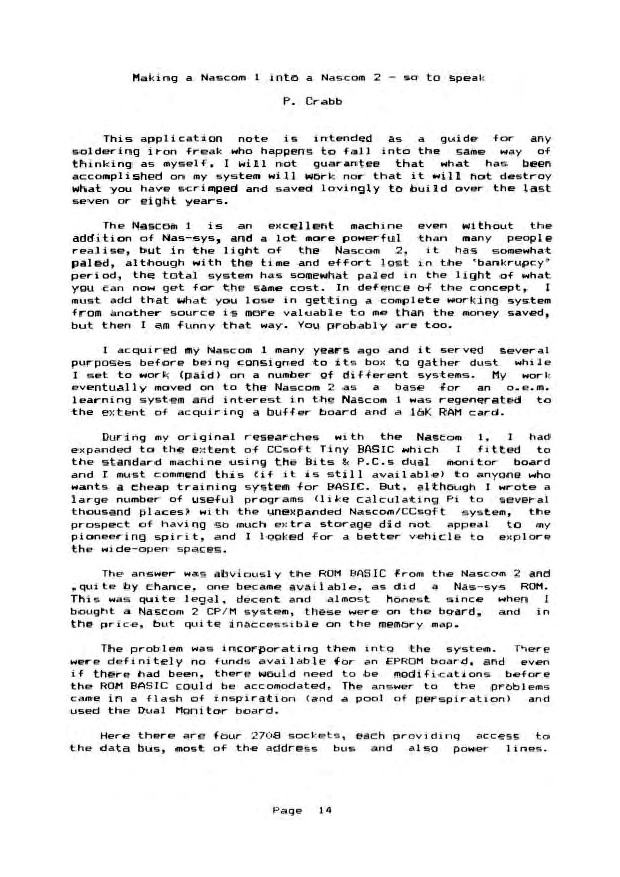 Making a Nascom 1 into a Nascom 2 - so to speak
P. Crabb
This application note is intended as a guide for any
soldering iron freak who happens to fall into the same way of
thinking as myself. I will not guarantee that what has been
accomplished on my system will work nor that it will not destroy
what you have scrimped and saved lovingly to build over the last
seven or eight years.
The Nascom 1 is an excellent machine even without the
addition of Nas-sys, and a lot more powerful than many people
realise, but in the light of the Nascom 2, it has somewhat
paled, although with the time and effort lost in the 'bankrupcy'
period, the total system has somewhat paled in the light of what
you can now get for the same cost. In defence of the concept, I
must add that what you lose in getting a complete working system
from another source is more valuable to me than the money saved,
but then I am funny that way. You probably are too.
I acquired my Nascom 1 many years ago and it served several
purposes before being consigned to its box to gather dust while
I set to work (paid) on a number of different systems. My work
eventually moved on to the Nascom 2 as a base for an o.e.m.
learning system and interest in the Nascom 1 was regenerated to
the extent of acquiring a buffer board and a 16K RAM card.
During my original researches with the Nascom 1, I had
expanded to the extent of CCsoft Tiny BASIC which I fitted to
the standard machine using the Bits & P.C.s dual monitor board
and I must commend this (if it is still available) to anyone who
wants a cheap training system for BASIC. But, although I wrote a
large number of useful programs (like calculating Pi to several
thousand places) with the unexpanded Nascom/CCsoft system, the
prospect of having so much extra storage did not appeal to my
pioneering spirit, and I looked for a better vehicle to explore
the wide-open spaces.
The answer was abviously the ROM BASIC from the Nascom 2 and
,quite by chance, one became available, as did a Nas-sys ROM.
This was quite legal, decent and almost honest since when I
bought a Nascom 2 CP/M system, these were on the board, and in
the price, but quite inaccessible on the memory map.
The problem was incorporating them into the system. There
were definitely no funds available for an EPROM board, and even
if there had been, there would need to be modifications before
the ROM BASIC could be accomodated. The answer to the problems
came in a flash of inspiration (and a pool of perspiration) and
used the Dual Monitor board.
Here there are four 2708 sockets, each providing access to
the data bus, most of the address bus and also power lines.
Page 14